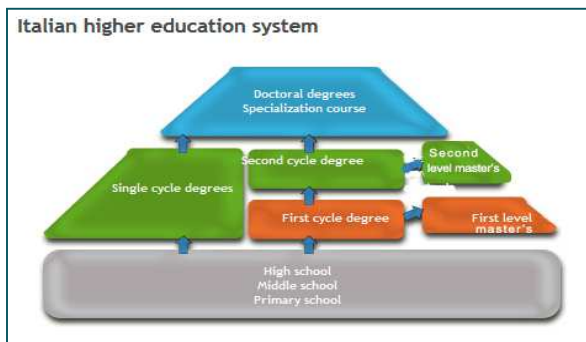 Italian higher education system
Doctoral degrees
Specialization course
Single cycle degrees
Second cycle degree
Second
level master's
First cycle degree
First level
master's
High school
Middle school
Primary school